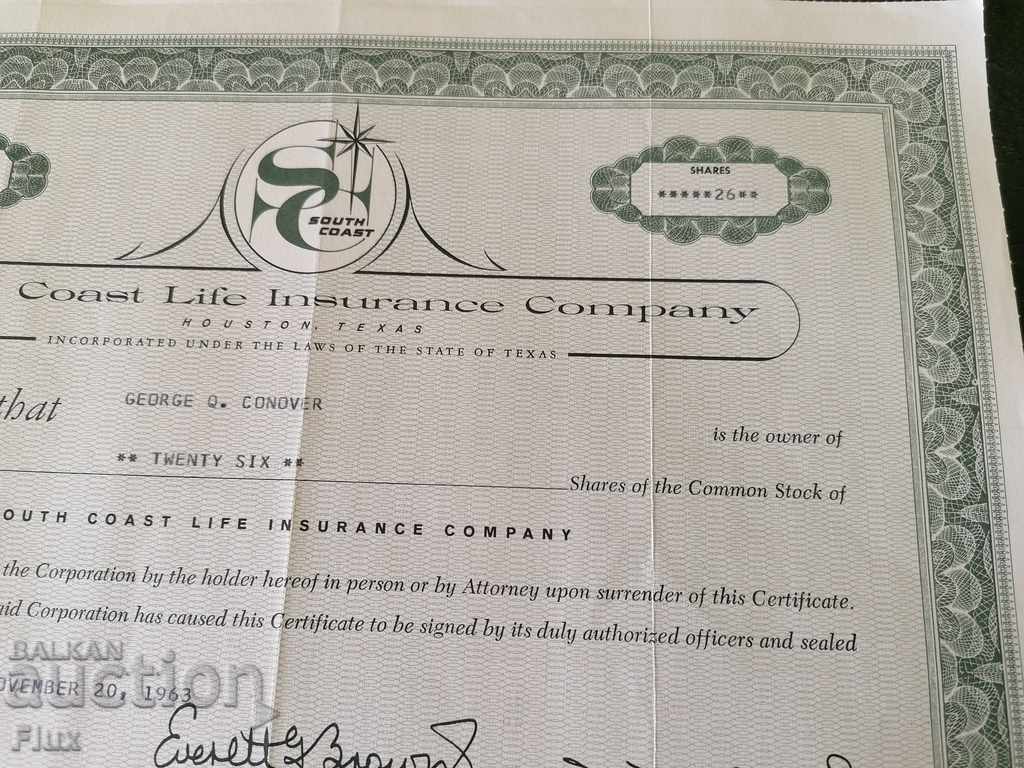 SOUTH
COAST
SHARES
*****26**
Coast Life Insurance Company
HOUSTON, TEXAS
INCORPORATED UNDER THE LAWS OF THE STATE OF TEXAS
that GEORGE Q. CONOVER
is the owner of
** TWENTY SIX **
Shares of the Common Stock of
OUTH COAST LIFE INSURANCE COMPANY
the Corporation by the holder hereof in person or by Attorney upon surrender of this Certificate.
aid Corporation has caused this Certificate to be signed by its duly authorized officers and sealed
BALKAN
auction
OVEMBER 20, 1963
Flux
Everett G Brown